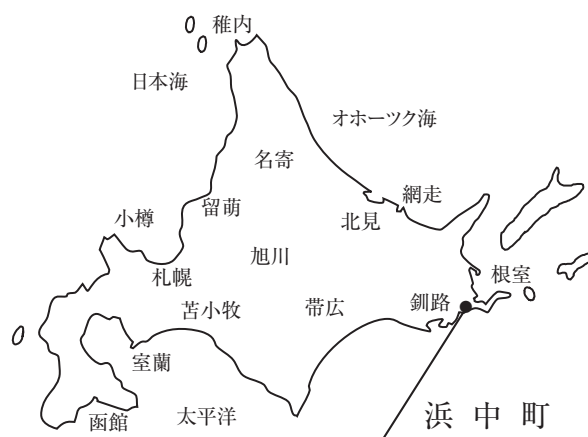 稚内
日本海
オホーツク海
名寄
網走
留萌
北見
小樽
旭川
札幌
根室
苫小牧
帯広
釧路
室蘭
函館
太平洋
浜中町